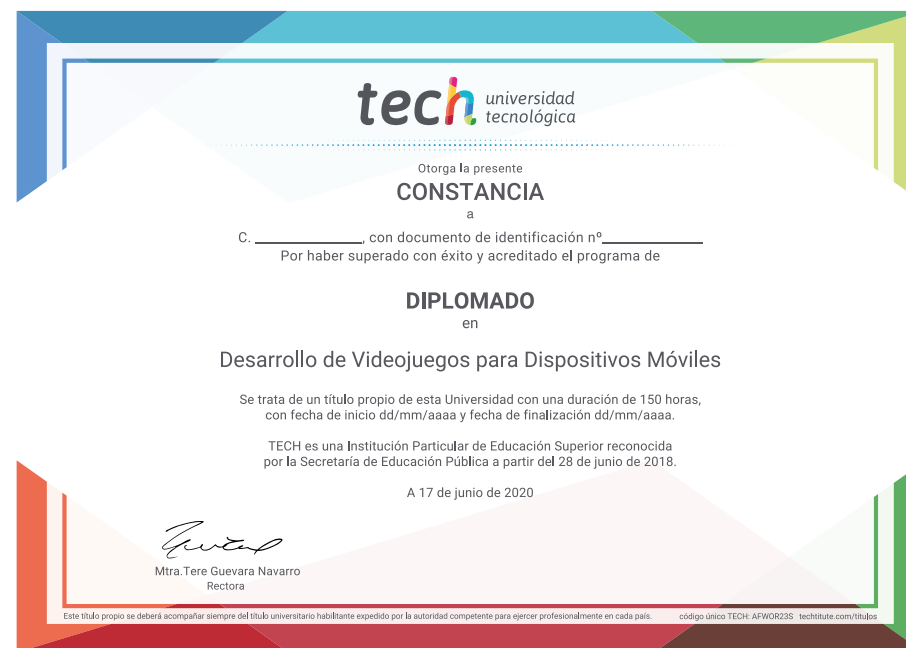 tech universidad
tecnológica
Otorga la presente
CONSTANCIA
a
C. ______________, con documento de identificación nº_____________
Por haber superado con éxito y acreditado el programa de
DIPLOMADO
en
Desarrollo de Videojuegos para Dispositivos Móviles
Se trata de un título propio de esta Universidad con una duración de 150 horas,
con fecha de inicio dd/mm/aaaa y fecha de finalización dd/mm/aaaa.
TECH es una Institución Particular de Educación Superior reconocida
por la Secretaría de Educación Pública a partir del 28 de junio de 2018.
A 17 de junio de 2020
Mtra.Tere Guevara Navarro
Rectora
Este título propio se deberá acompañar siempre del título universitario habilitante expedido por la autoridad competente para ejercer profesionalmente en cada país. código único TECH: AFWOR23S techtitute.com/titulos